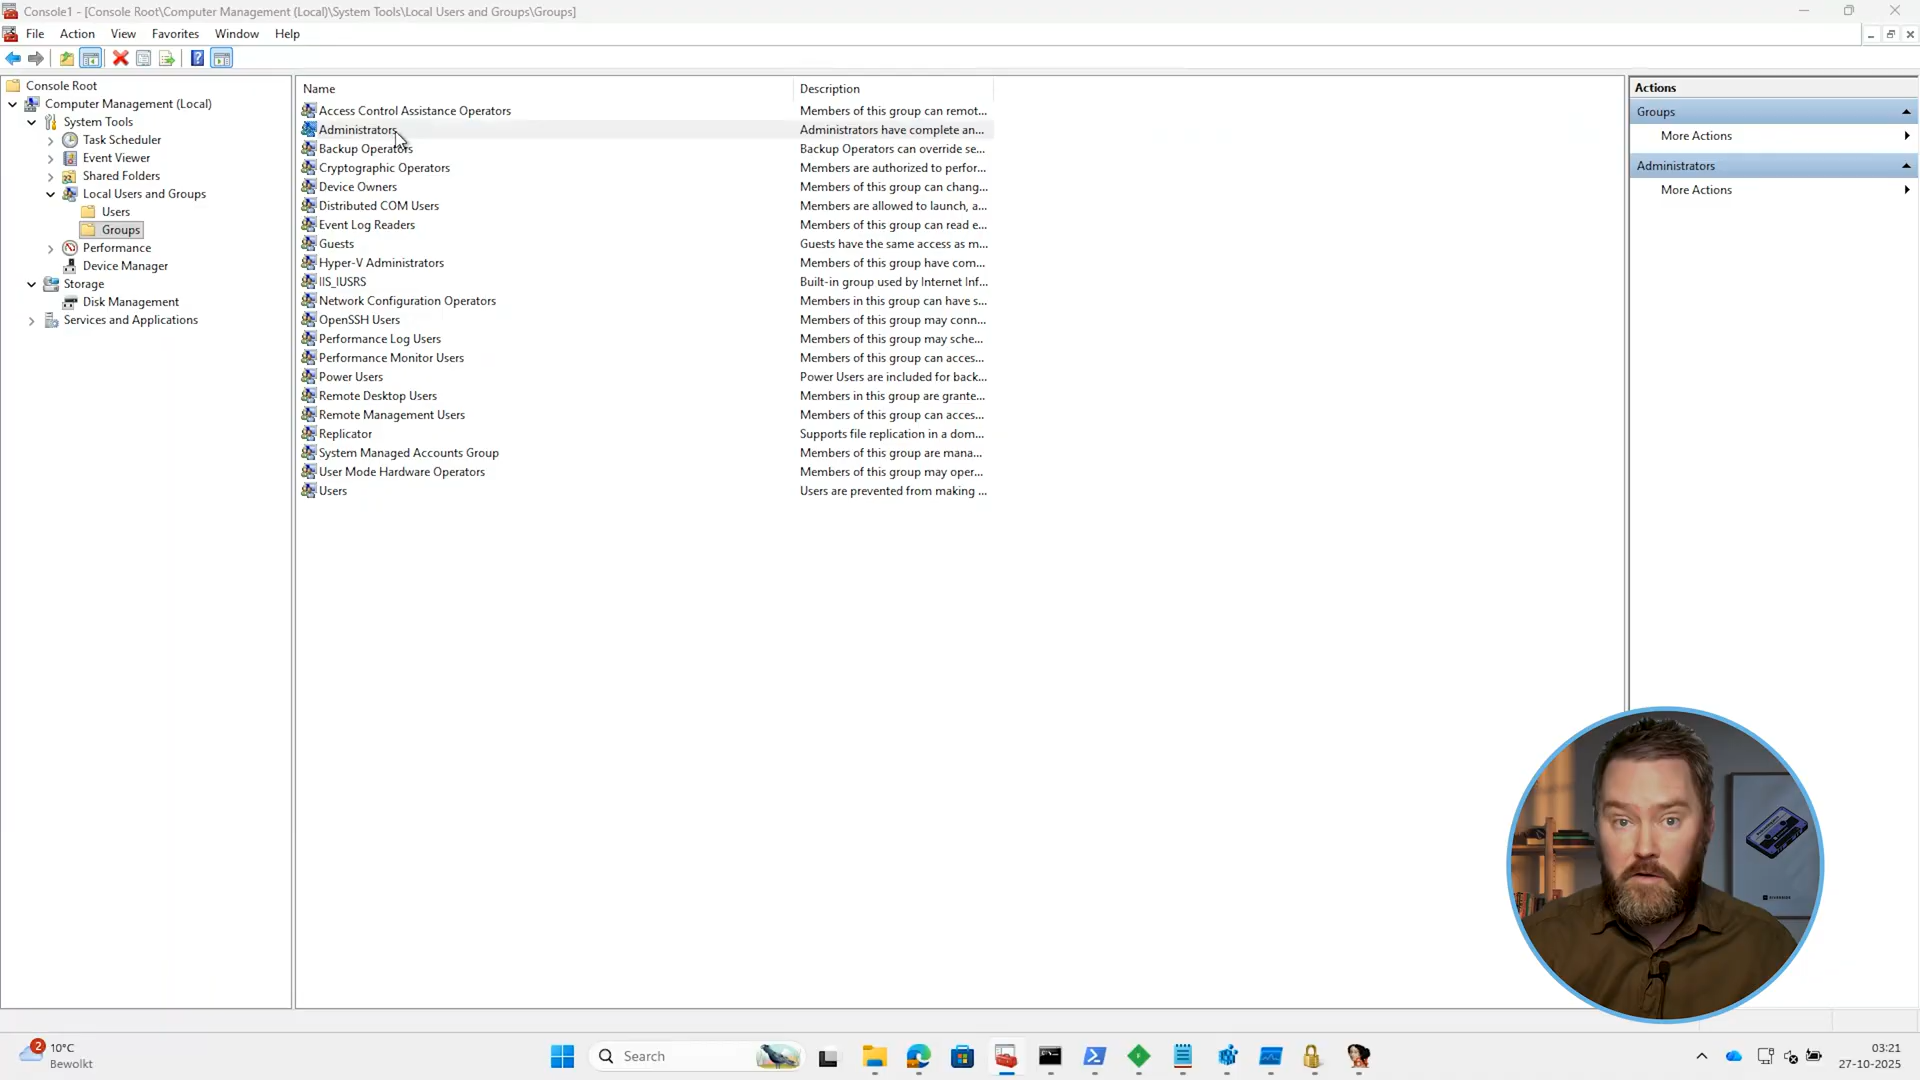 Console1 - [Console Root\Computer Management (Local)\System Tools\Local Users and Groups\Groups]
File Action View Favorites Window Help
Console Root
Computer Management (Local)
System Tools
Task Scheduler
Event Viewer
Shared Folders
Local Users and Groups
Users
Groups
Performance
Device Manager
Storage
Disk Management
Services and Applications
Name Description
Access Control Assistance Operators Members of this group can remot...
Administrators Administrators have complete an...
Backup Operators Backup Operators can override se...
Cryptographic Operators Members are authorized to perfor...
Device Owners Members of this group can chang...
Distributed COM Users Members are allowed to launch, a...
Event Log Readers Members of this group can read e...
Guests Guests have the same access as m...
Hyper-V Administrators Members of this group have com...
IIS_IUSRS Built-in group used by Internet Inf...
Network Configuration Operators Members in this group can have s...
OpenSSH Users Members of this group may conn...
Performance Log Users Members of this group may sche...
Performance Monitor Users Members of this group can acces...
Power Users Power Users are included for back...
Remote Desktop Users Members in this group are grante...
Remote Management Users Members of this group can acces...
Replicator Supports file replication in a dom...
System Managed Accounts Group Members of this group are mana...
User Mode Hardware Operators Members of this group may oper...
Users Users are prevented from making ...
Actions
Groups
More Actions
Administrators
More Actions
2
10°C
Bewolkt
Search
03:21
27-10-2025